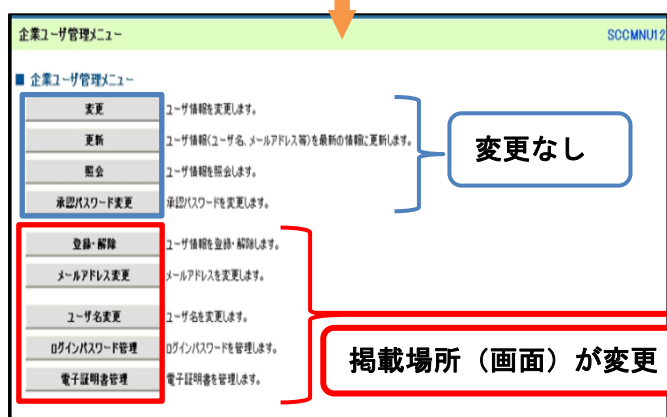 企業ユーザ管理メニュー SCCMNU12
■ 企業ユーザ管理メニュー
変更 ユーザ情報を変更します。
更新 ユーザ情報(ユーザ名、メールアドレス等)を最新の情報に更新します。
照会 ユーザ情報を照会します。
承認パスワード変更 承認パスワードを変更します。
変更なし
登録・解除 ユーザ情報を登録・解除します。
メールアドレス変更 メールアドレスを変更します。
ユーザ名変更 ユーザ名を変更します。
ログインパスワード管理 ログインパスワードを管理します。
電子証明書管理 電子証明書を管理します。
掲載場所（画面）が変更